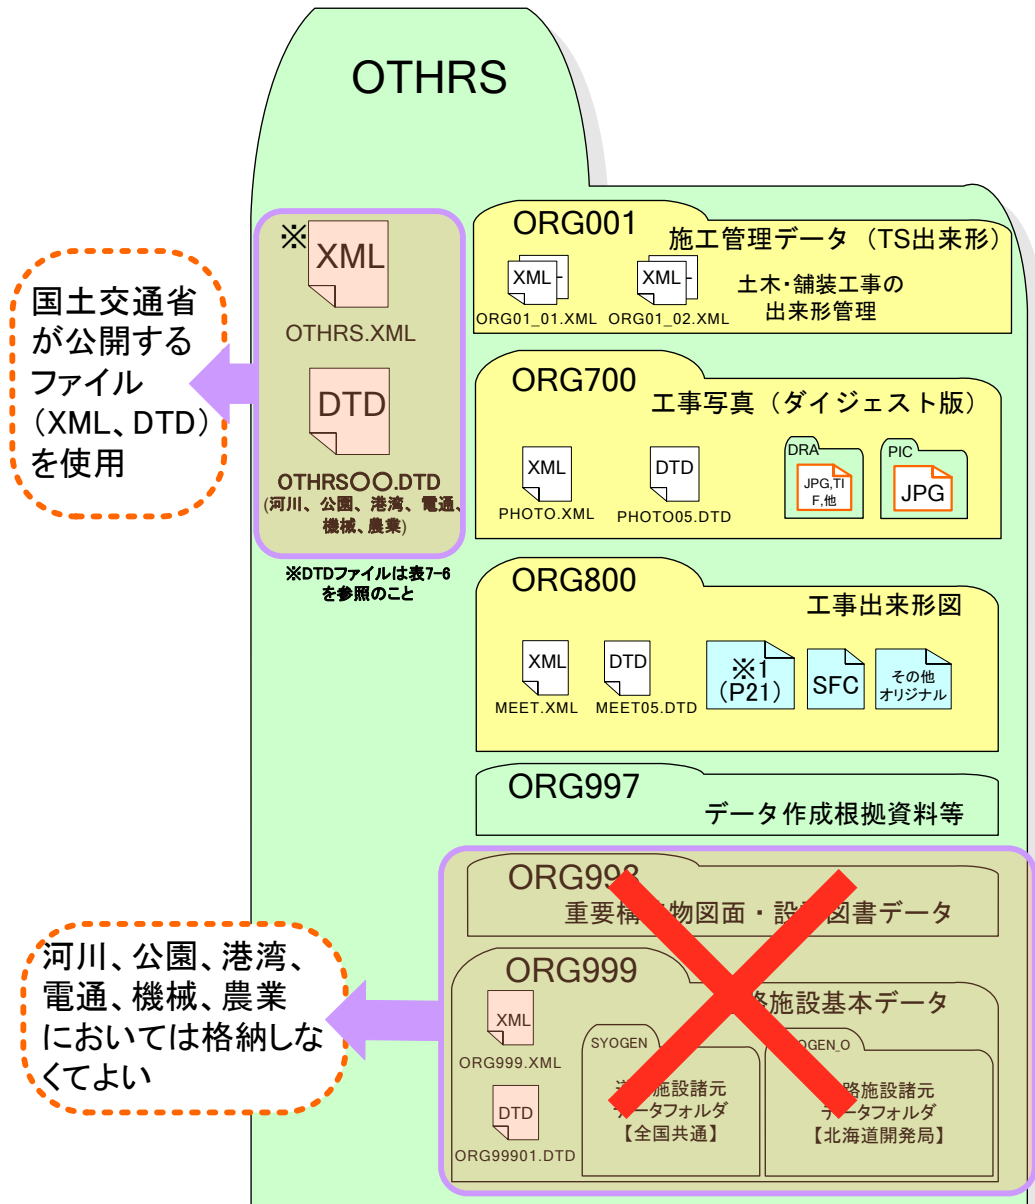 OTHRS
※
XML
OTHRS.XML
DTD
OTHRS〇〇.DTD
(河川、公園、港湾、電通、
機械、農業)
※DTDファイルは表7-6
を参照のこと
国土交通省
が公開する
ファイル
（XML、DTD）
を使用
ORG001
施工管理データ（TS出来形）
XML
ORG01_01.XML
XML
ORG01_02.XML
土木・舗装工事の
出来形管理
ORG700
工事写真（ダイジェスト版）
XML
PHOTO.XML
DTD
PHOTO05.DTD
DRA
JPG,TI
F,他
PIC
JPG
ORG800
工事出来形図
XML
MEET.XML
DTD
MEET05.DTD
※1
（P21）
SFC
その他
オリジナル
ORG997
データ作成根拠資料等
ORG998
重要構 物図面・設 図書データ
河川、公園、港湾、
電通、機械、農業
においては格納しな
くてよい
ORG999
施設基本データ
XML
ORG999.XML
DTD
ORG99901.DTD
SYOGEN
施設諸元
データフォルダ
【全国共通】
OGEN_O
路施設諸元
データフォルダ
【北海道開発局】